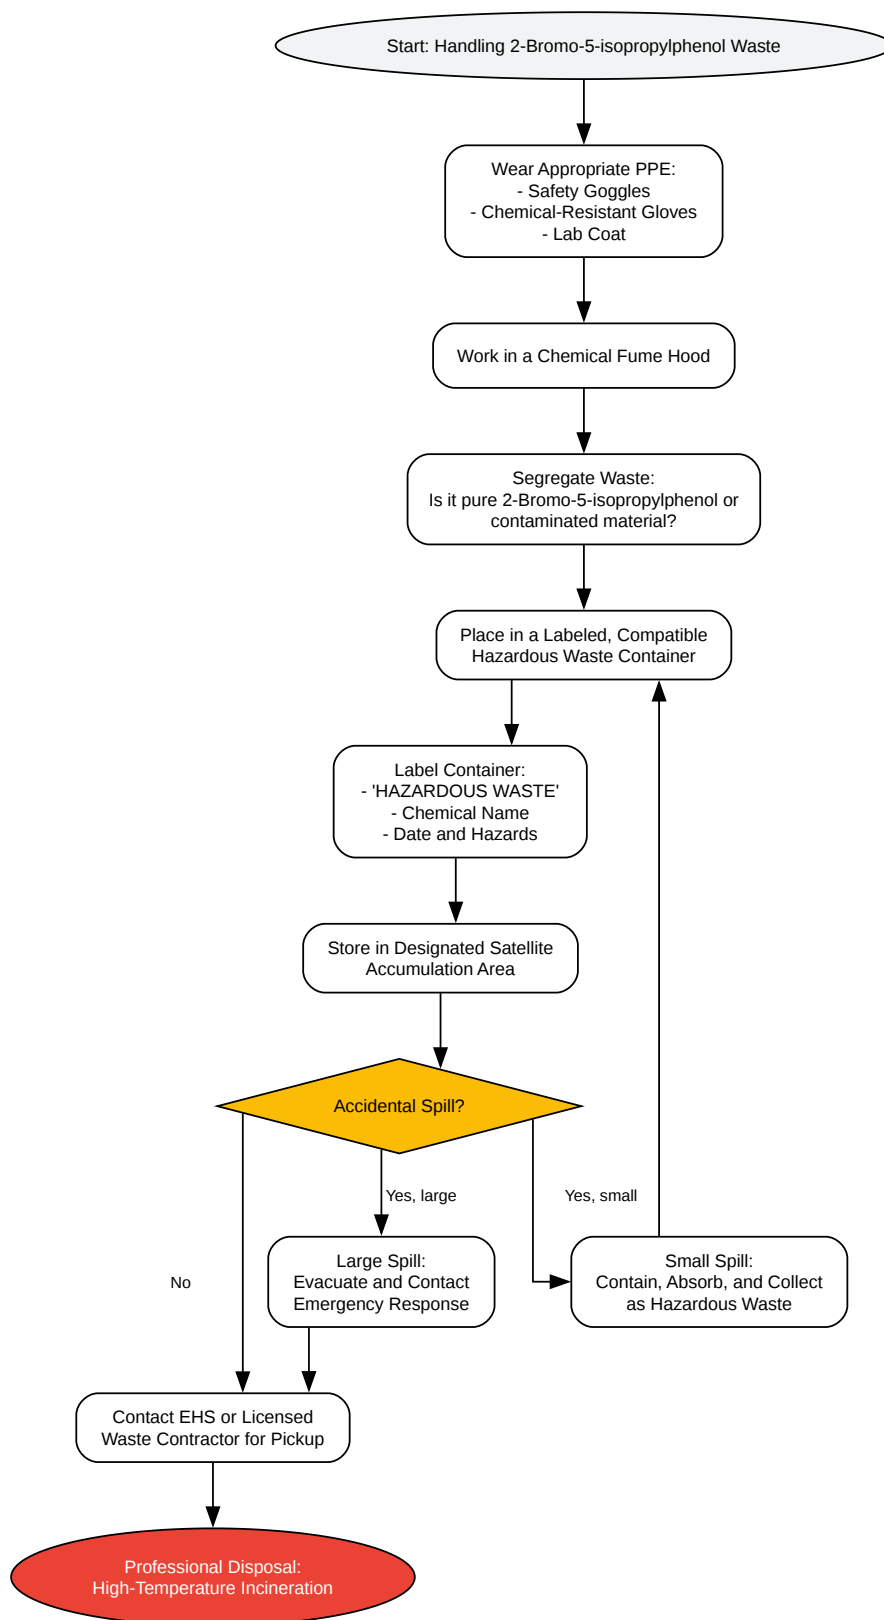 Start: Handling 2-Bromo-5-isopropylphenol Waste
Wear Appropriate PPE:
- Safety Goggles
- Chemical-Resistant Gloves
- Lab Coat
Work in a Chemical Fume Hood
Segregate Waste:
Is it pure 2-Bromo-5-isopropylphenol or
contaminated material?
Place in a Labeled, Compatible
Hazardous Waste Container
Label Container:
- 'HAZARDOUS WASTE'
- Chemical Name
- Date and Hazards
Store in Designated Satellite
Accumulation Area
Accidental Spill?
Yes, large
Yes, small
Large Spill:
Evacuate and Contact
Emergency Response
Small Spill:
Contain, Absorb, and Collect
as Hazardous Waste
No
Contact EHS or Licensed
Waste Contractor for Pickup
Professional Disposal:
High-Temperature Incineration